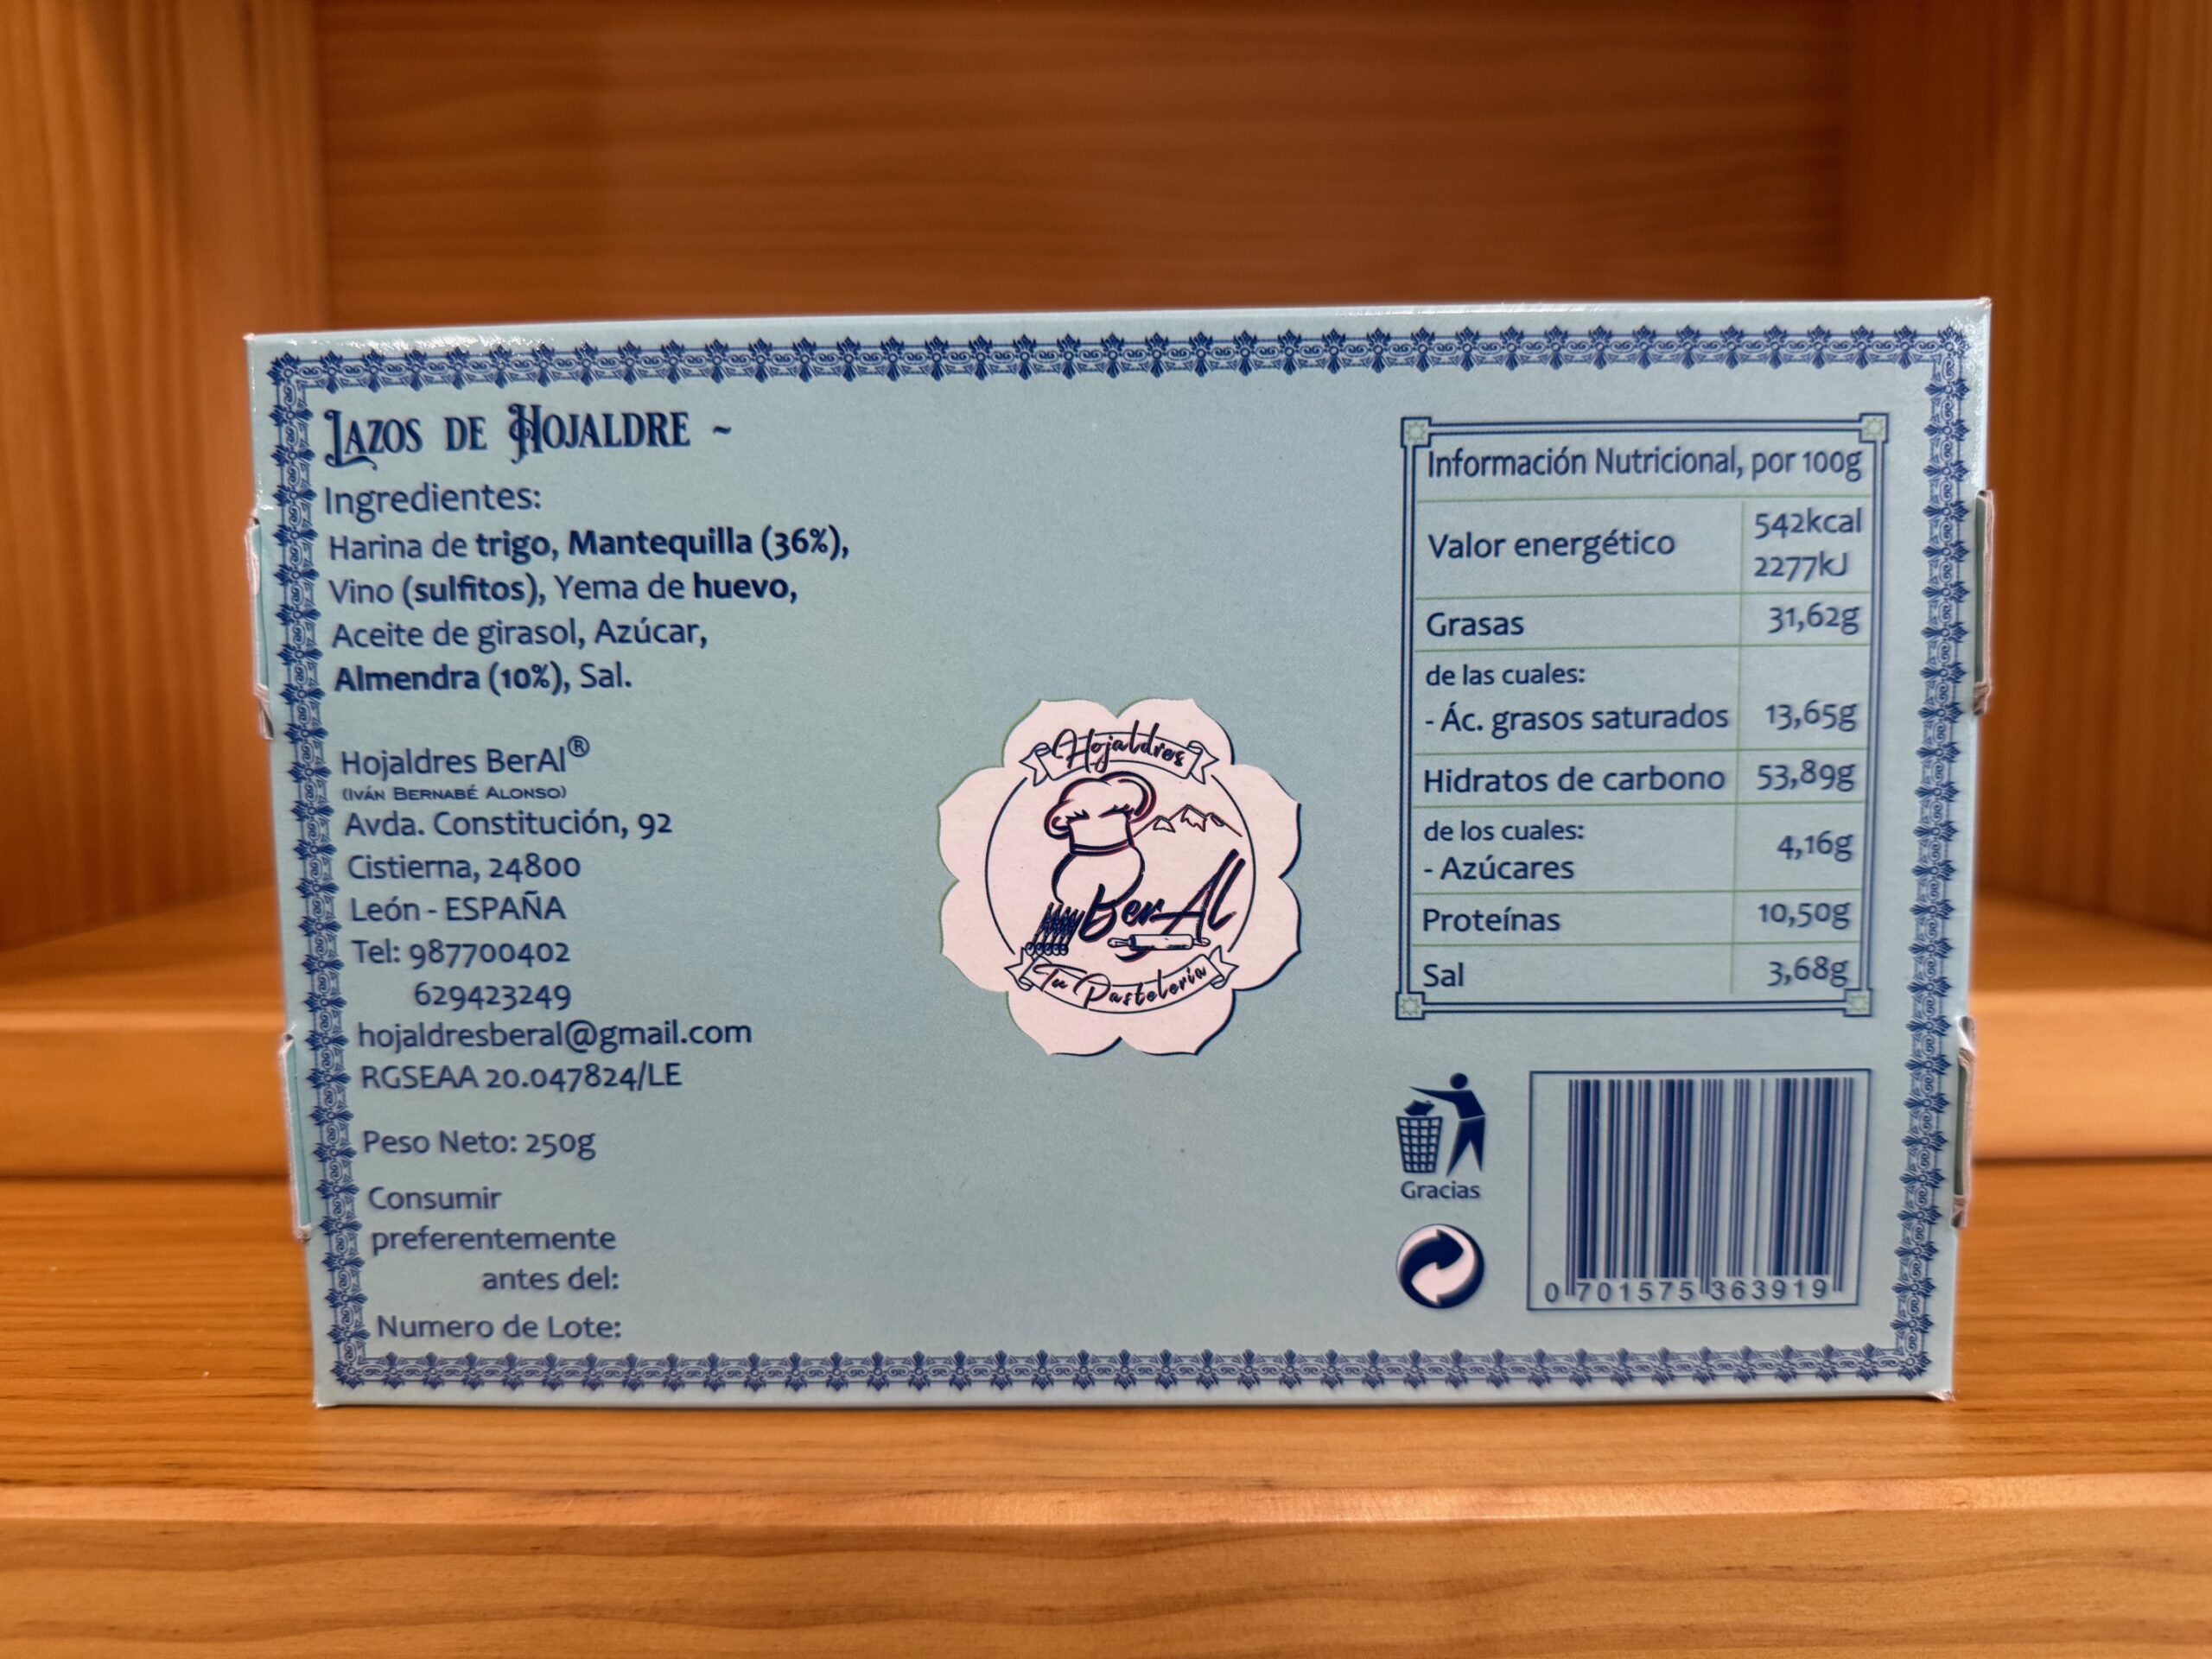 LAZOS DE HOJALDRE ~
Ingredientes:
Harina de trigo, Mantequilla (36%),
Vino (sulfitos), Yema de huevo,
Aceite de girasol, Azúcar,
Almendra (10%), Sal.
Hojaldres BerAl®
(IVÁN BERNABÉ ALONSO)
Avda. Constitución, 92
Cistierna, 24800
León - ESPAÑA
Tel: 987700402
629423249
hojaldresberal@gmail.com
RGSEAA 20.047824/LE
Peso Neto: 250g
Consumir
preferentemente
antes del:
Numero de Lote:
Hojaldres
BerAl
Tu Pastelería
Información Nutricional, por 100g
Valor energético 542kcal
2277kJ
Grasas 31,62g
de las cuales:
- Ác. grasos saturados 13,65g
Hidratos de carbono 53,89g
de los cuales:
- Azúcares 4,16g
Proteínas 10,50g
Sal 3,68g
Gracias
0 701575 363919